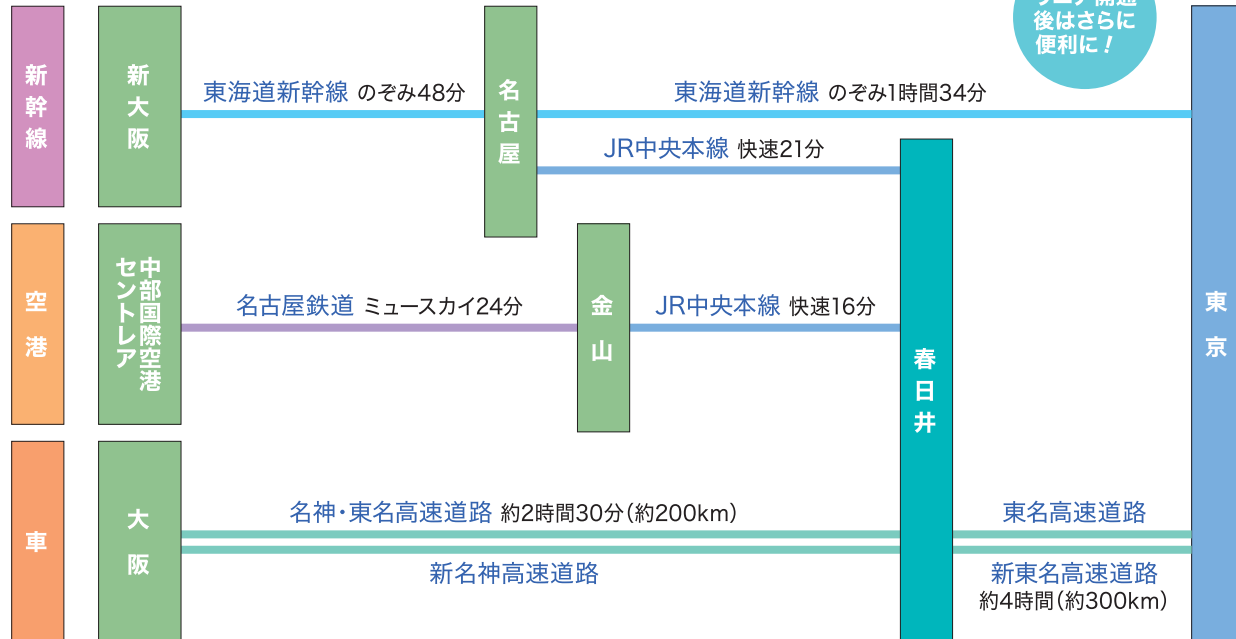 リニア開通
後はさらに
便利に!
新幹線
新大阪
東海道新幹線 のぞみ48分
名古屋
東海道新幹線 のぞみ1時間34分
JR中央本線 快速21分
東京
空港
中部国際空港
セントレア
名古屋鉄道 ミュースカイ24分
金山
JR中央本線 快速16分
春日井
車
大阪
名神・東名高速道路 約2時間30分(約200km)
新名神高速道路
東名高速道路
新東名高速道路
約4時間(約300km)